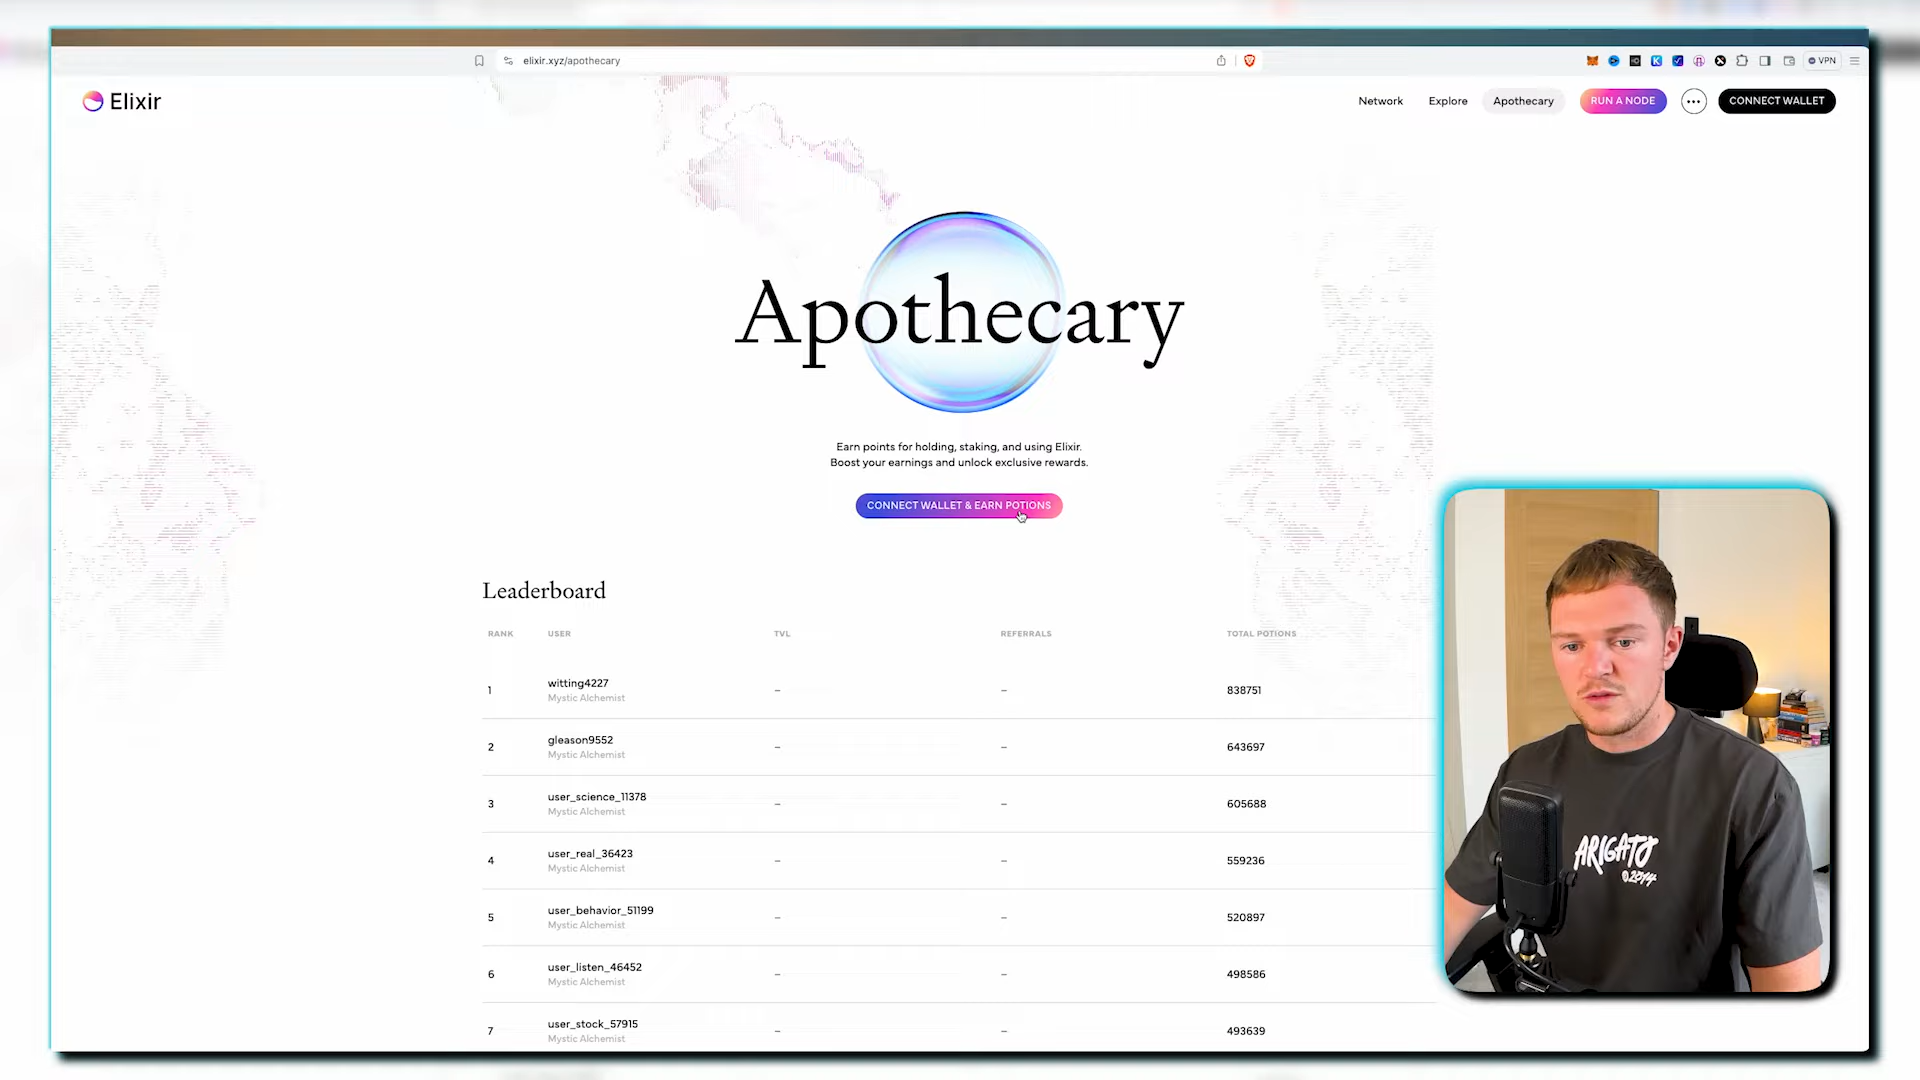 elixir.xyz/apothecary
VPN
Elixir
Network
Explore
Apothecary
RUN A NODE
CONNECT WALLET
Apothecary
Earn points for holding, staking, and using Elixir.
Boost your earnings and unlock exclusive rewards.
CONNECT WALLET & EARN POTIONS
Leaderboard
RANK USER TVL REFERRALS TOTAL POTIONS
1 witting4227 – – 838751
Mystic Alchemist
2 gleason9552 – – 643697
Mystic Alchemist
3 user_science_11378 – – 605688
Mystic Alchemist
4 user_real_36423 – – 559236
Mystic Alchemist
5 user_behavior_51199 – – 520897
Mystic Alchemist
6 user_listen_46452 – – 498586
Mystic Alchemist
7 user_stock_57915 – – 493639
Mystic Alchemist
ARIGATO
©2014